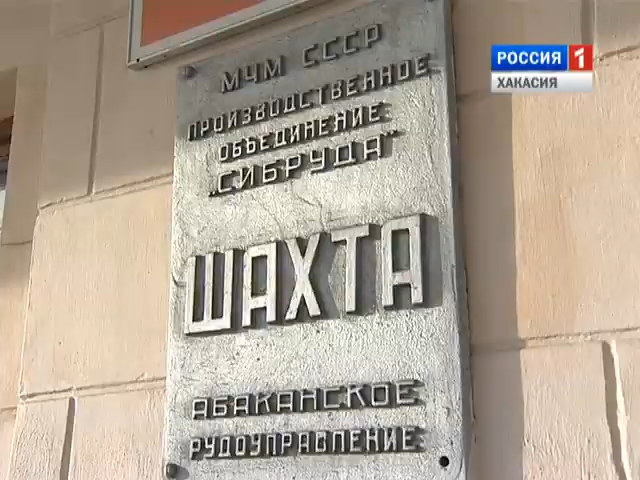 МЧМ СССР
ПРОИЗВОДСТВЕННОЕ
ОБЪЕДИНЕНИЕ
„СИБРУДА"
ШАХТА
АБАКАНСКОЕ
РУДОУПРАВЛЕНИЕ
РОССИЯ 1
ХАКАСИЯ